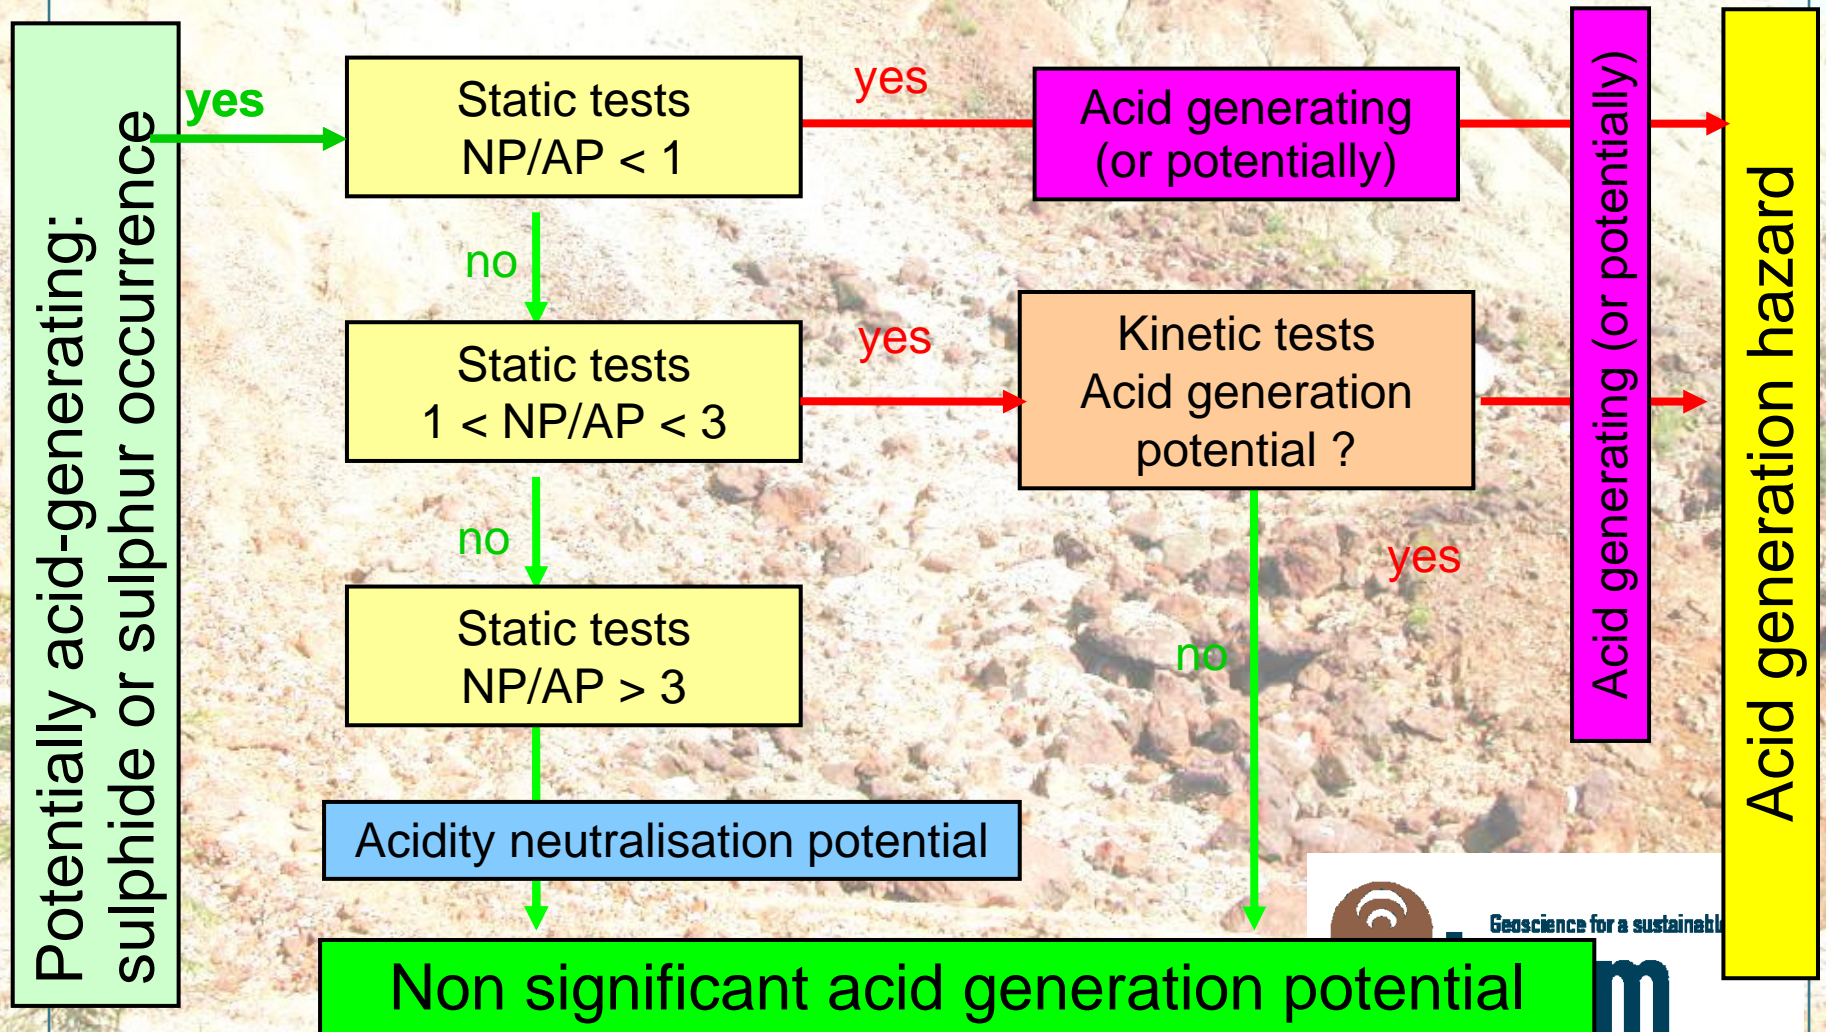 Potentially acid-generating:
sulphide or sulphur occurrence
yes
Static tests
NP/AP < 1
yes
Acid generating
(or potentially)
no
Static tests
1 < NP/AP < 3
yes
Kinetic tests
Acid generation
potential ?
no
yes
no
Static tests
NP/AP > 3
Acidity neutralisation potential
Non significant acid generation potential
Acid generating (or potentially)
Acid generation hazard
Geoscience for a